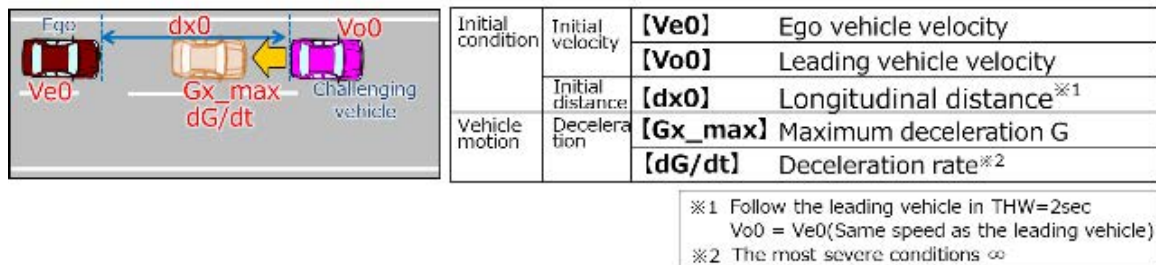 Ego
dx0
Vo0
Ve0
Gx_max
dG/dt
Challenging
vehicle
Initial
condition
Initial
velocity
【Ve0】 Ego vehicle velocity
【Vo0】 Leading vehicle velocity
Initial
distance
【dx0】 Longitudinal distance※1
Vehicle
motion
Decelera
tion
【Gx_max】 Maximum deceleration G
【dG/dt】 Deceleration rate※2
※1 Follow the leading vehicle in THW=2sec
Vo0 = Ve0(Same speed as the leading vehicle)
※2 The most severe conditions ∞